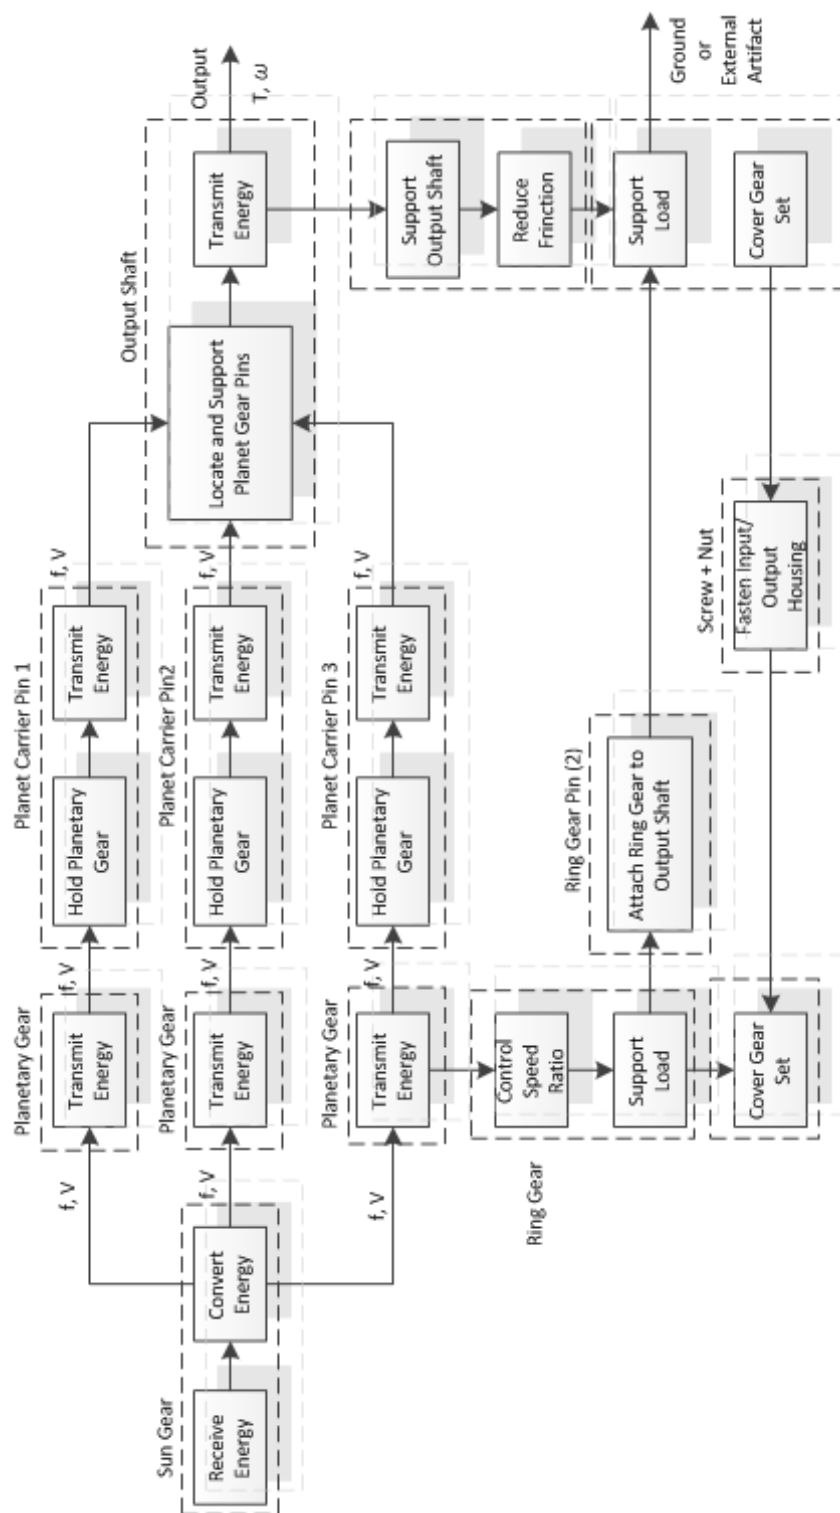 Sun Gear
Receive
Energy
Convert
Energy
f, V
f, V
f, V
Planetary Gear
Transmit
Energy
Planetary Gear
Transmit
Energy
Planetary Gear
Transmit
Energy
f, V
f, V
f, V
Planet Carrier Pin 1
Hold Planetary
Gear
Transmit
Energy
Planet Carrier Pin2
Hold Planetary
Gear
Transmit
Energy
Planet Carrier Pin 3
Hold Planetary
Gear
Transmit
Energy
f, V
f, V
f, V
Output Shaft
Locate and Support
Planet Gear Pins
Transmit
Energy
Output
T, ω
Support
Output Shaft
Reduce
Frinction
Ring Gear
Control
Speed
Ratio
Support
Load
Ring Gear Pin (2)
Attach Ring Gear to
Output Shaft
Support
Load
Ground
or
External
Artifact
Cover Gear
Set
Screw + Nut
Fasten Input/
Output
Housing
Cover Gear
Set